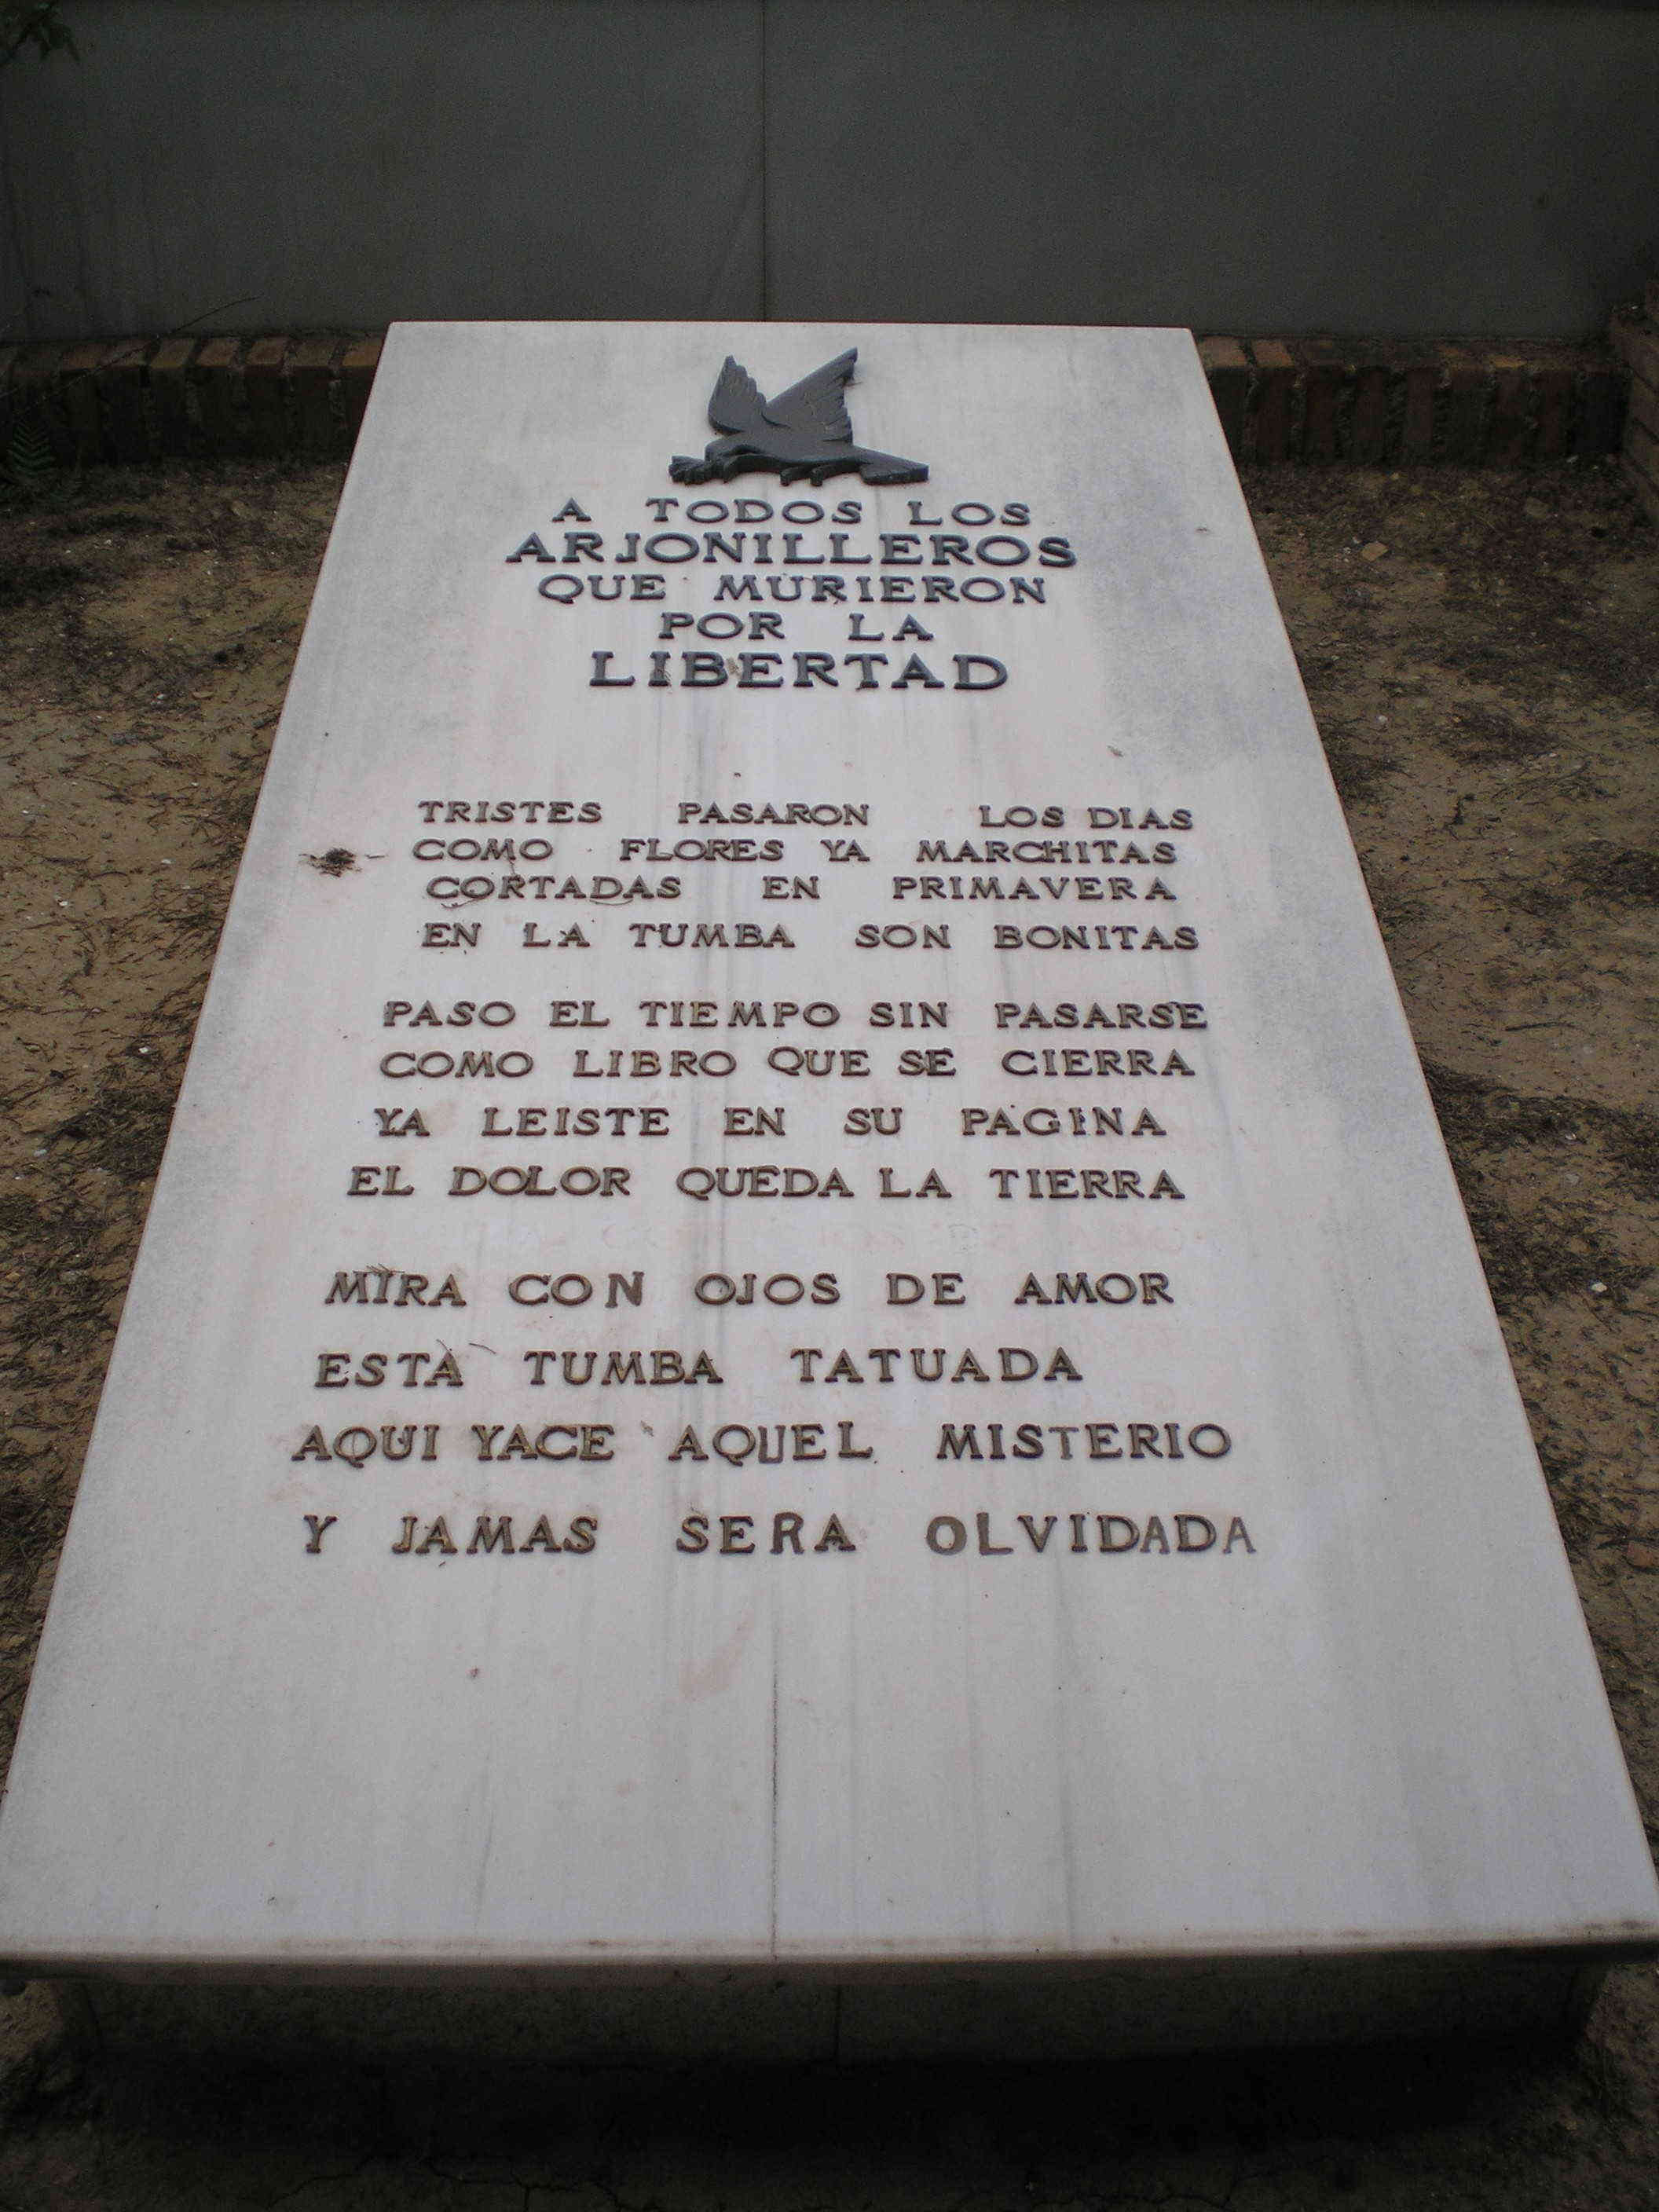 A TODOS LOS
ARJONILLEROS
QUE MURIERON
POR LA
LIBERTAD
TRISTES PASARON LOS DIAS
COMO FLORES YA MARCHITAS
CORTADAS EN PRIMAVERA
EN LA TUMBA SON BONITAS
PASO EL TIEMPO SIN PASARSE
COMO LIBRO QUE SE CIERRA
YA LEISTE EN SU PAGINA
EL DOLOR QUEDA LA TIERRA
MIRA CON OJOS DE AMOR
ESTA TUMBA TATUADA
AQUI YACE AQUEL MISTERIO
Y JAMAS SERA OLVIDADA